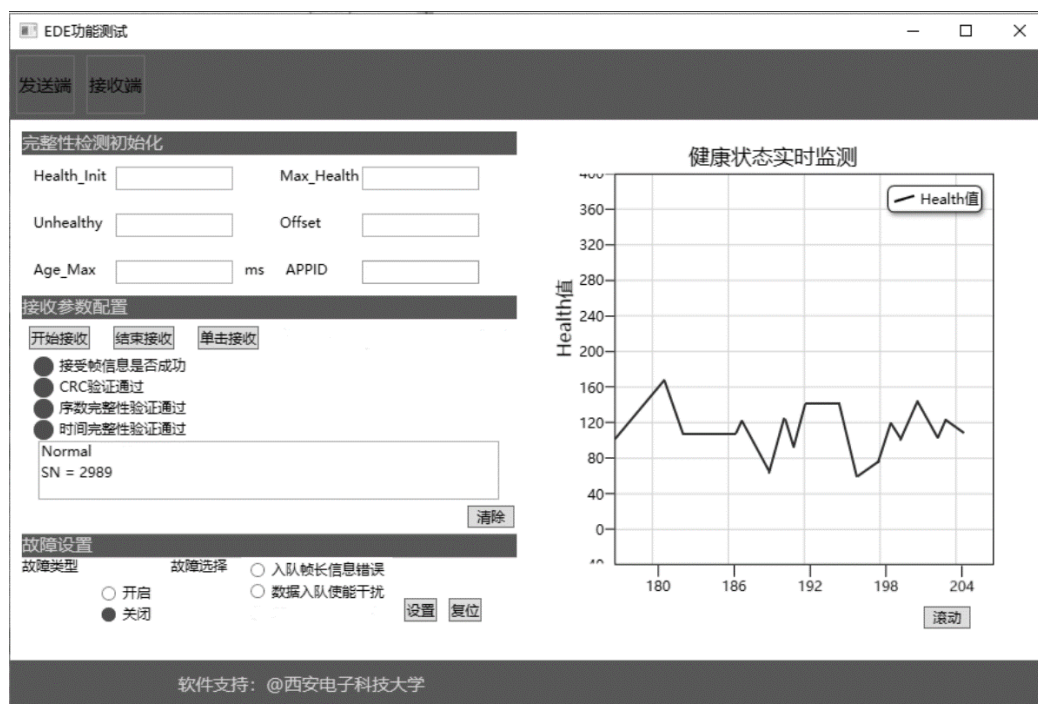 EDE功能测试
发送端 接收端
完整性检测初始化
Health_Init Max_Health
Unhealthy Offset
Age_Max ms APPID
接收参数配置
开始接收 结束接收 单击接收
接受帧信息是否成功
CRC验证通过
序数完整性验证通过
时间完整性验证通过
Normal
SN = 2989
清除
故障设置
故障类型 故障选择
开启
关闭
入队帧长信息错误
数据入队使能干扰
设置 复位
健康状态实时监测
Health值
Health值
400
360
320
280
240
200
160
120
80
40
0
180 186 192 198 204
滚动
软件支持：@西安电子科技大学